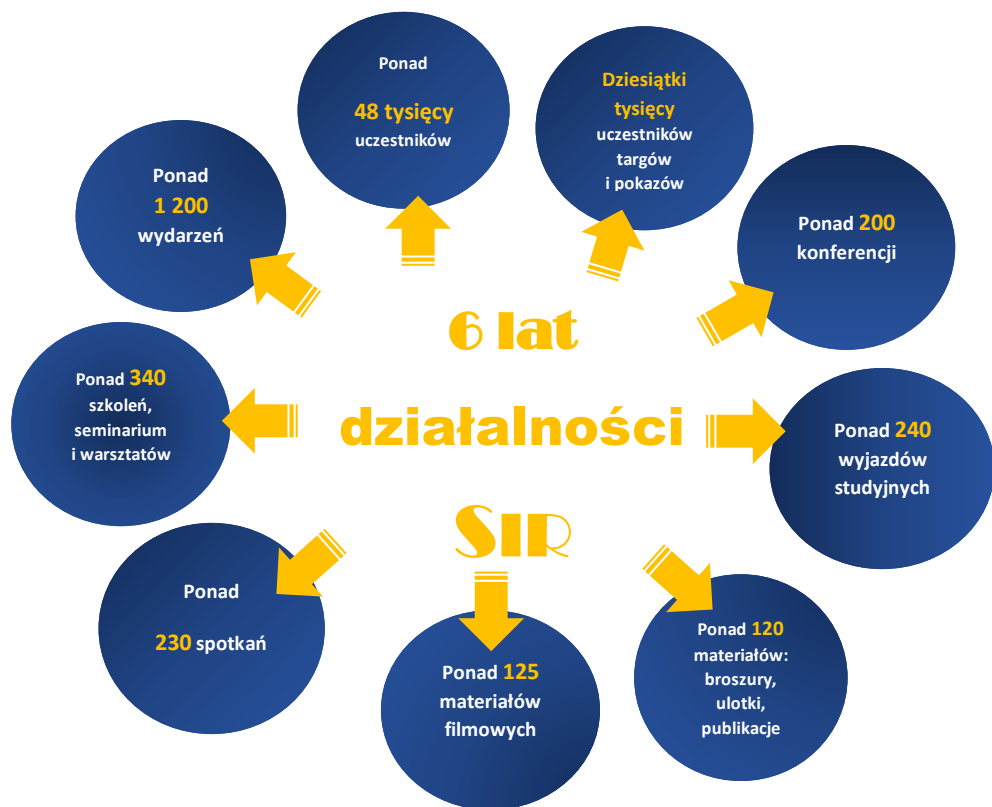 6 lat
działalności
SIR
Ponad
48 tysięcy
uczestników
Dziesiątki
tysięcy
uczestników
targów
i pokazów
Ponad 200
konferencji
Ponad 240
wyjazdów
studyjnych
Ponad 120
materiałów:
broszury,
ulotki,
publikacje
Ponad 125
materiałów
filmowych
Ponad
230 spotkań
Ponad 340
szkoleń,
seminarium
i warsztatów
Ponad
1 200
wydarzeń